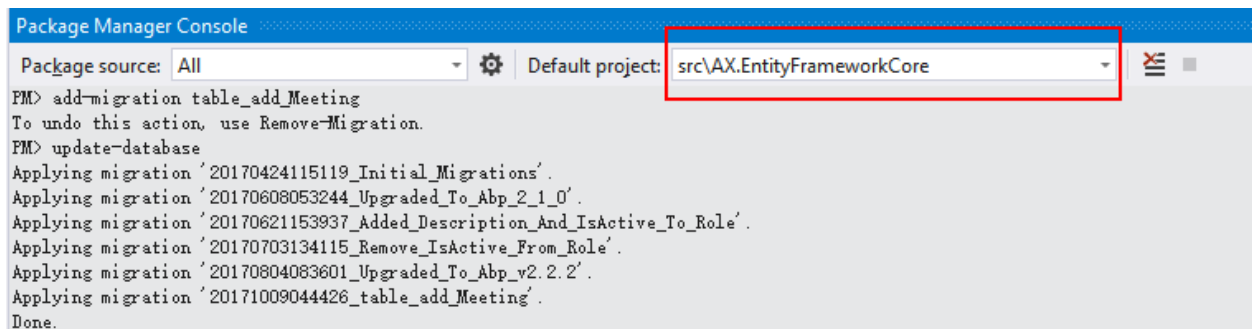 Package Manager Console
Package source: All Default project: src\AX.EntityFrameworkCore
PM> add-migration table_add_Meeting
To undo this action, use Remove-Migration.
PM> update-database
Applying migration '20170424115119_Initial_Migrations'.
Applying migration '20170608053244_Upgraded_To_Abp_2_1_0'.
Applying migration '20170621153937_Added_Description_And_IsActive_To_Role'.
Applying migration '20170703134115_Remove_IsActive_From_Role'.
Applying migration '20170804083601_Upgraded_To_Abp_v2.2.2'.
Applying migration '20171009044426_table_add_Meeting'.
Done.